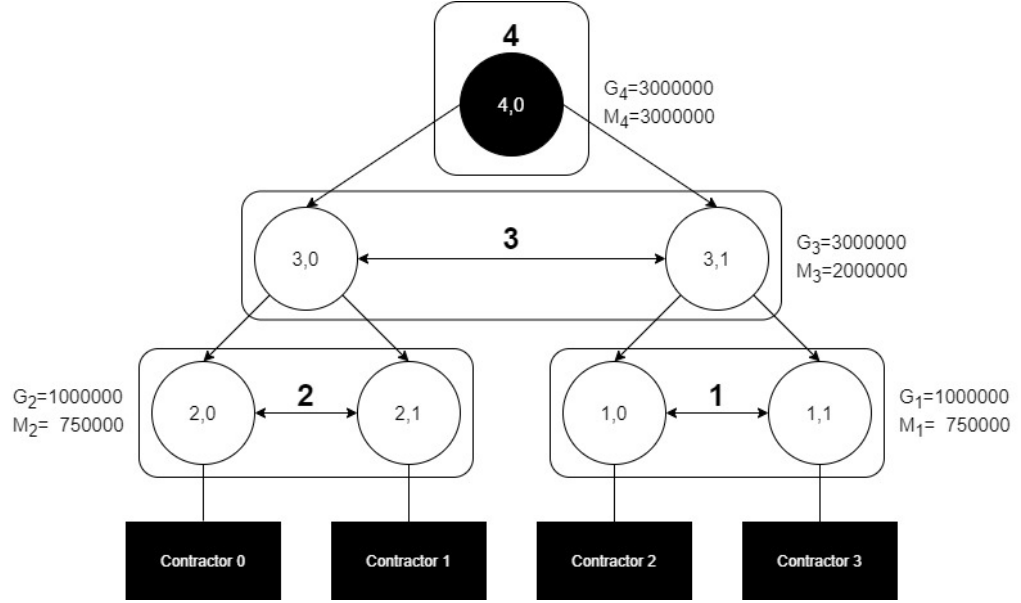 4
4,0
G4=3000000
M4=3000000
3
3,0
3,1
G3=3000000
M3=2000000
G2=1000000
M2= 750000
2
2,0
2,1
1
1,0
1,1
G1=1000000
M1= 750000
Contractor 0
Contractor 1
Contractor 2
Contractor 3